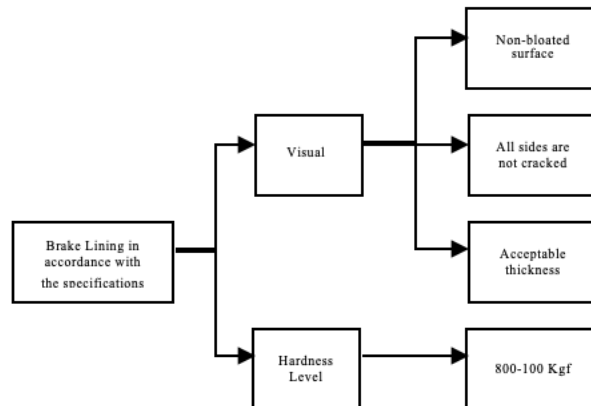 Non-bloated
surface
Visual
All sides are
not cracked
Brake Lining in
accordance with
the specifications
Acceptable
thickness
Hardness
Level
800-100 Kgf